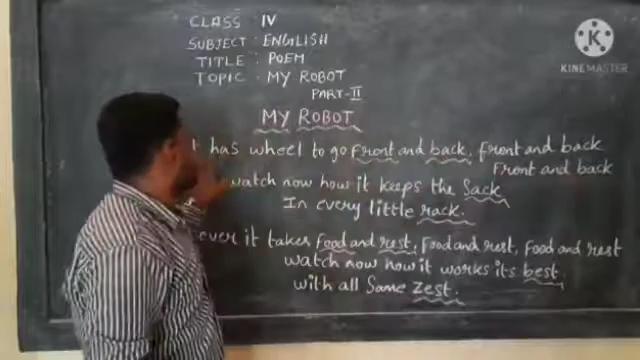 CLASS : IV
SUBJECT : ENGLISH
TITLE : POEM
TOPIC : MY ROBOT
PART-II
MY ROBOT
has wheel to go front and back, front and back
Front and back
watch now how it keeps the Sack
In every little rack.
ever it takes food and rest, food and rest, food and rest
watch now how it works its best
with all Same Zest.
K
KINEMASTER